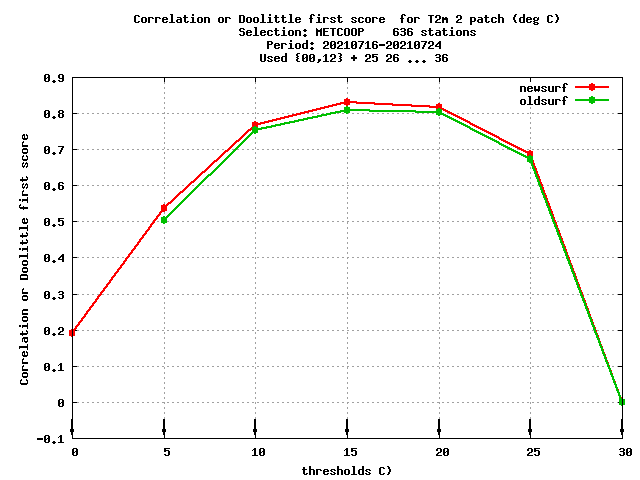 Correlation or Doolittle first score  for T2m 2 patch (deg C)
Selection: METCOOP    636 stations
Period: 20210716-20210724
Used {00,12} + 25 26 ... 36
newsurf
oldsurf
0.9
0.8
0.7
0.6
0.5
0.4
0.3
0.2
0.1
0
-0.1
Correlation or Doolittle first score
0 5 10 15 20 25 30
thresholds C)